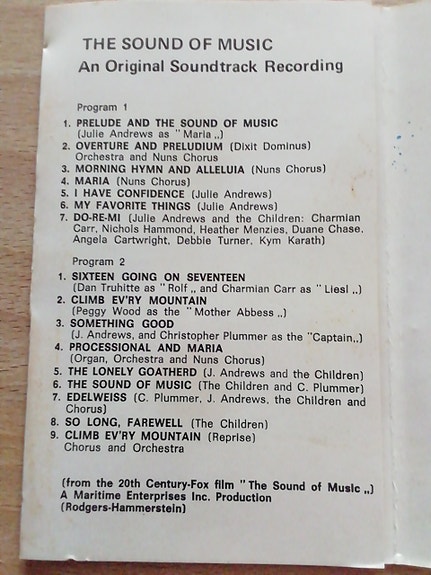 THE SOUND OF MUSIC
An Original Soundtrack Recording
Program 1
1. PRELUDE AND THE SOUND OF MUSIC
(Julie Andrews as "Maria„)
2. OVERTURE AND PRELUDIUM (Dixit Dominus)
Orchestra and Nuns Chorus
3. MORNING HYMN AND ALLELUIA (Nuns Chorus)
4. MARIA (Nuns Chorus)
5. I HAVE CONFIDENCE (Julie Andrews)
6. MY FAVORITE THINGS (Julie Andrews)
7. DO-RE-MI (Julie Andrews and the Children: Charmian
Carr, Nichols Hammond, Heather Menzies, Duane Chase,
Angela Cartwright, Debbie Turner, Kym Karath)
Program 2
1. SIXTEEN GOING ON SEVENTEEN
(Dan Truhitte as "Rolf„ and Charmian Carr as "Liesl„)
2. CLIMB EV'RY MOUNTAIN
(Peggy Wood as the "Mother Abbess„)
3. SOMETHING GOOD
(J. Andrews, and Christopher Plummer as the "Captain„)
4. PROCESSIONAL AND MARIA
(Organ, Orchestra and Nuns Chorus)
5. THE LONELY GOATHERD (J. Andrews and the Children)
6. THE SOUND OF MUSIC (The Children and C. Plummer)
7. EDELWEISS (C. Plummer, J. Andrews, the Children and
Chorus)
8. SO LONG, FAREWELL (The Children)
9. CLIMB EV'RY MOUNTAIN (Reprise)
Chorus and Orchestra
(from the 20th Century-Fox film "The Sound of Music„)
A Maritime Enterprises Inc. Production
(Rodgers-Hammerstein)